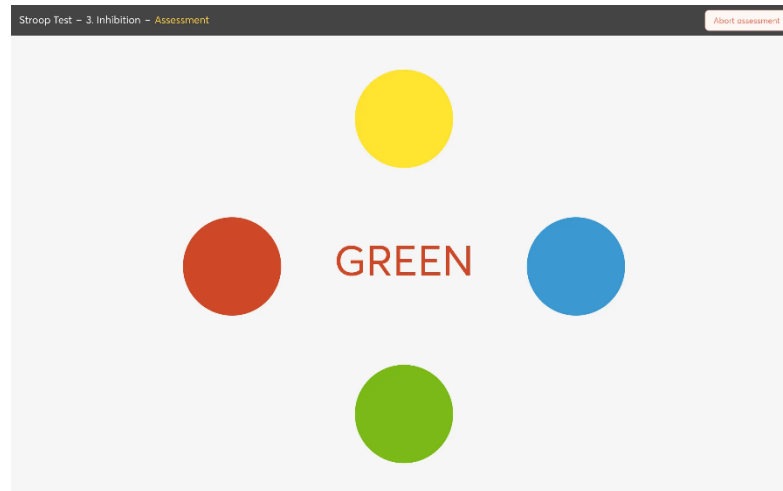 Stroop Test – 3. Inhibition – Assessment
Abort assessment
GREEN